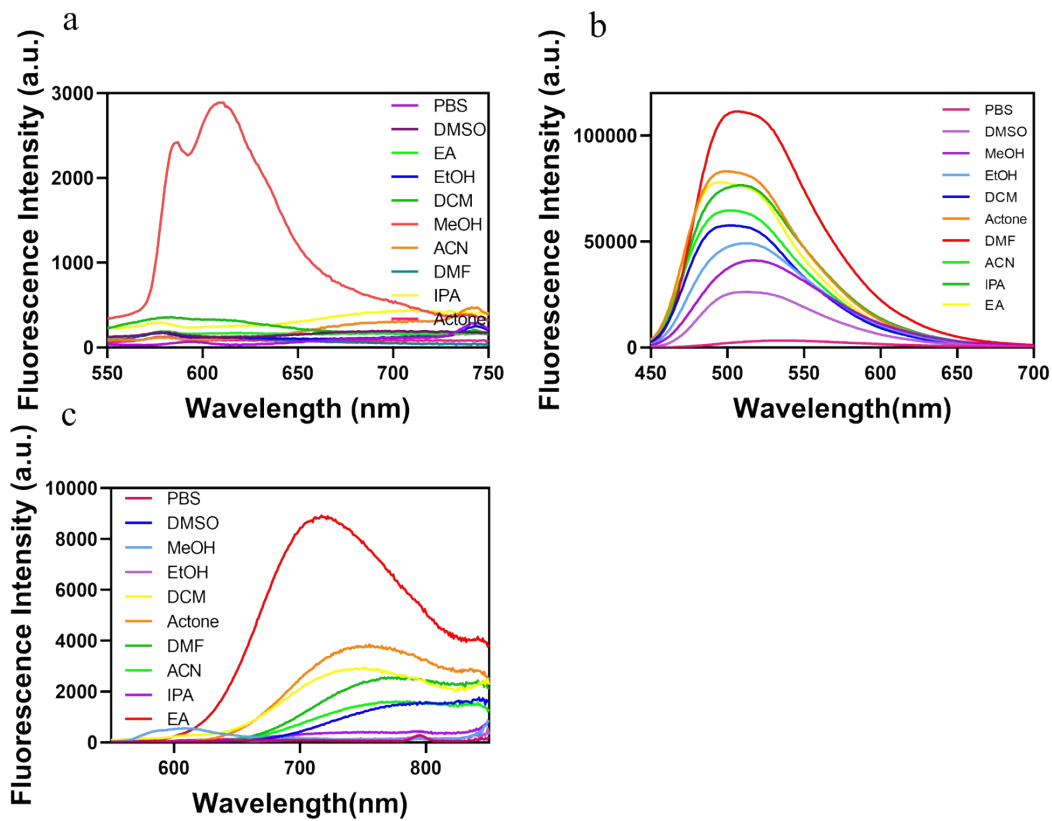 a
Fluorescence Intensity (a.u.)
3000
2000
1000
0
550
600
650
700
750
Wavelength (nm)
PBS
DMSO
EA
EtOH
DCM
MeOH
ACN
DMF
IPA
Actone
b
Fluorescence Intensity (a.u.)
100000
50000
0
450
500
550
600
650
700
Wavelength(nm)
PBS
DMSO
MeOH
EtOH
DCM
Actone
DMF
ACN
IPA
EA
c
Fluorescence Intensity (a.u.)
10000
8000
6000
4000
2000
0
600
700
800
Wavelength(nm)
PBS
DMSO
MeOH
EtOH
DCM
Actone
DMF
ACN
IPA
EA